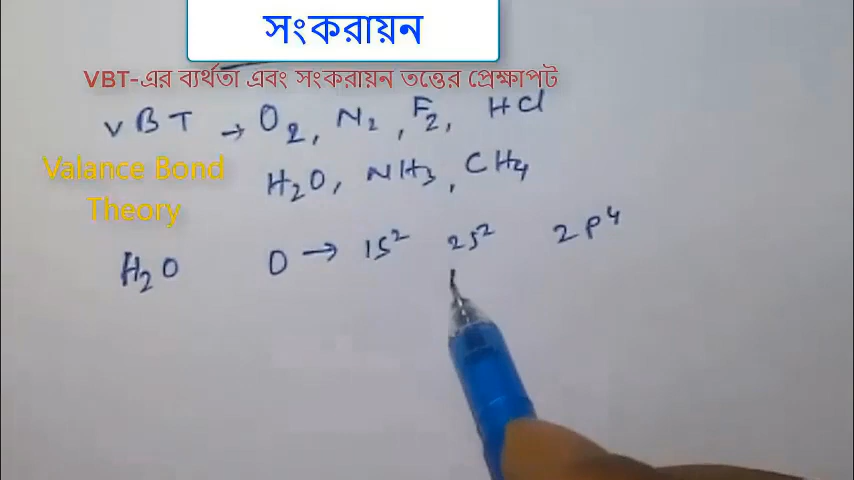 সংকরায়ন
VBT-এর ব্যর্থতা এবং সংকরায়ন তত্তের প্রেক্ষাপট
VBT → O₂, N₂, F₂, HCl
Valance Bond
Theory
H₂O, NH₃, CH₄
H₂O O → 1s² 2s² 2p⁴